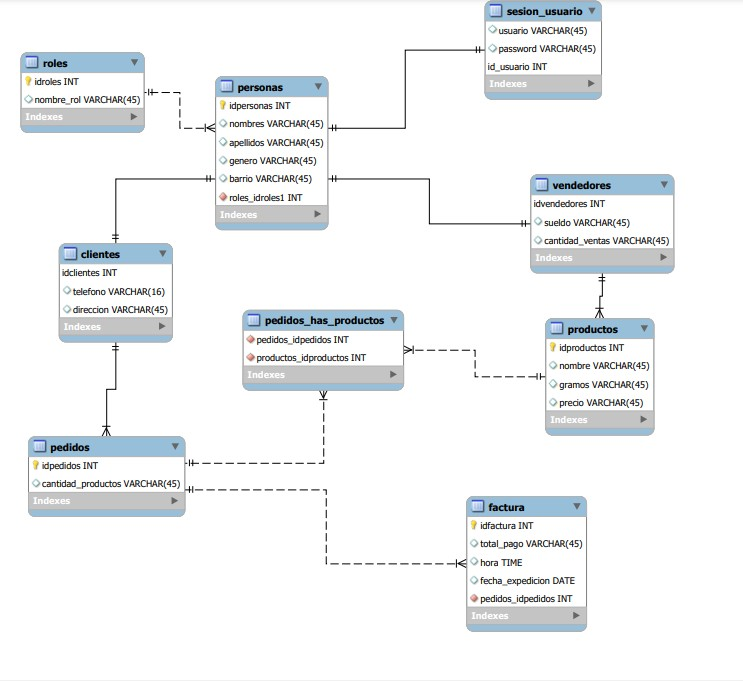 sesion_usuario
usuario VARCHAR(45)
password VARCHAR(45)
id_usuario INT
Indexes
roles
idroles INT
nombre_rol VARCHAR(45)
Indexes
personas
idpersonas INT
nombres VARCHAR(45)
apellidos VARCHAR(45)
genero VARCHAR(45)
barrio VARCHAR(45)
roles_idroles1 INT
Indexes
vendedores
idvendedores INT
sueldo VARCHAR(45)
cantidad_ventas VARCHAR(45)
Indexes
clientes
idclientes INT
telefono VARCHAR(16)
direccion VARCHAR(45)
Indexes
pedidos_has_productos
pedidos_idpedidos INT
productos_idproductos INT
Indexes
productos
idproductos INT
nombre VARCHAR(45)
gramos VARCHAR(45)
precio VARCHAR(45)
Indexes
pedidos
idpedidos INT
cantidad_productos VARCHAR(45)
Indexes
factura
idfactura INT
total_pago VARCHAR(45)
hora TIME
fecha_expedicion DATE
pedidos_idpedidos INT
Indexes